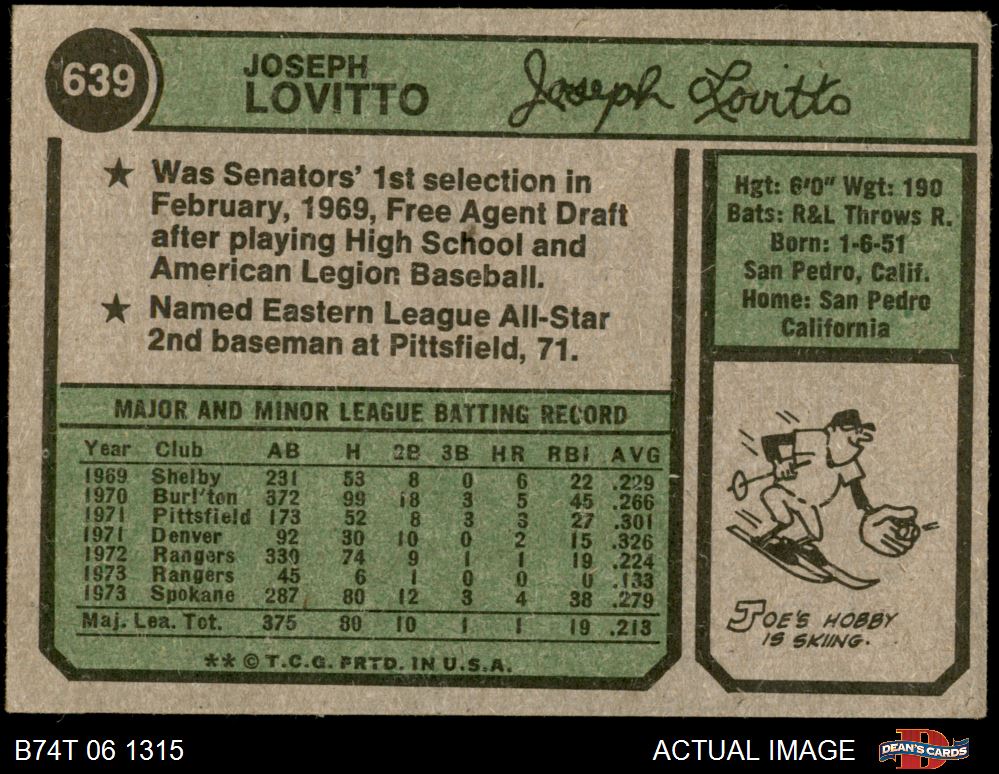 639
JOSEPH
LOVITTO
Joseph Lovitto
★ Was Senators' 1st selection in
February, 1969, Free Agent Draft
after playing High School and
American Legion Baseball.
★ Named Eastern League All-Star
2nd baseman at Pittsfield, 71.
Hgt: 6'0" Wgt: 190
Bats: R&L Throws R.
Born: 1-6-51
San Pedro, Calif.
Home: San Pedro
California
MAJOR AND MINOR LEAGUE BATTING RECORD
Year Club AB H 2B 3B HR RBI AVG
1969 Shelby 231 53 8 0 6 22 .229
1970 Burl'ton 372 99 18 3 5 45 .266
1971 Pittsfield 173 52 8 3 3 27 .301
1971 Denver 92 30 10 0 2 15 .326
1972 Rangers 330 74 9 1 1 19 .224
1973 Rangers 45 6 1 0 0 0 .133
1973 Spokane 287 80 12 3 4 38 .279
Maj. Lea. Tot. 375 80 10 1 1 19 .213
** © T.C.G. PRTD. IN U.S.A.
JOE'S HOBBY
IS SKIING.
B74T 06 1315
ACTUAL IMAGE
DEAN'S CARDS